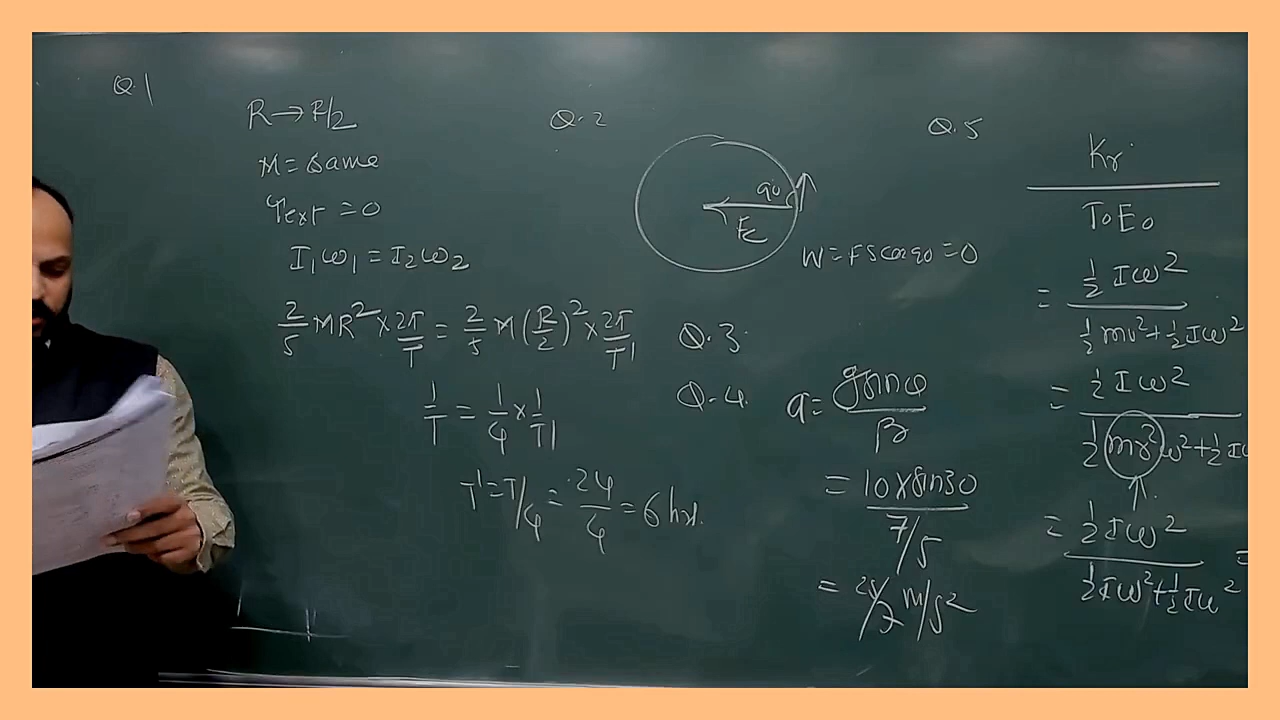 Q.1
R→R/2
M = same
τext = 0
I₁ω₁ = I₂ω₂
2/5 MR² × 2π/T = 2/5 M(R/2)² × 2π/T'
1/T = 1/4 × 1/T'
T' = T/4 = 24/4 = 6 hr.
Q.2
90
Fc
W = FS cos90 = 0
Q.3
Q.4
a = gsinθ/β
= 10×sin30 / 7/5
= 25/7 m/s²
Q.5
Kr
ToEo
= ½Iω² / ½mv²+½Iω²
= ½Iω² / ½mr²ω²+½Iω
= ½Iω² / ½Iω²+½Iω² =